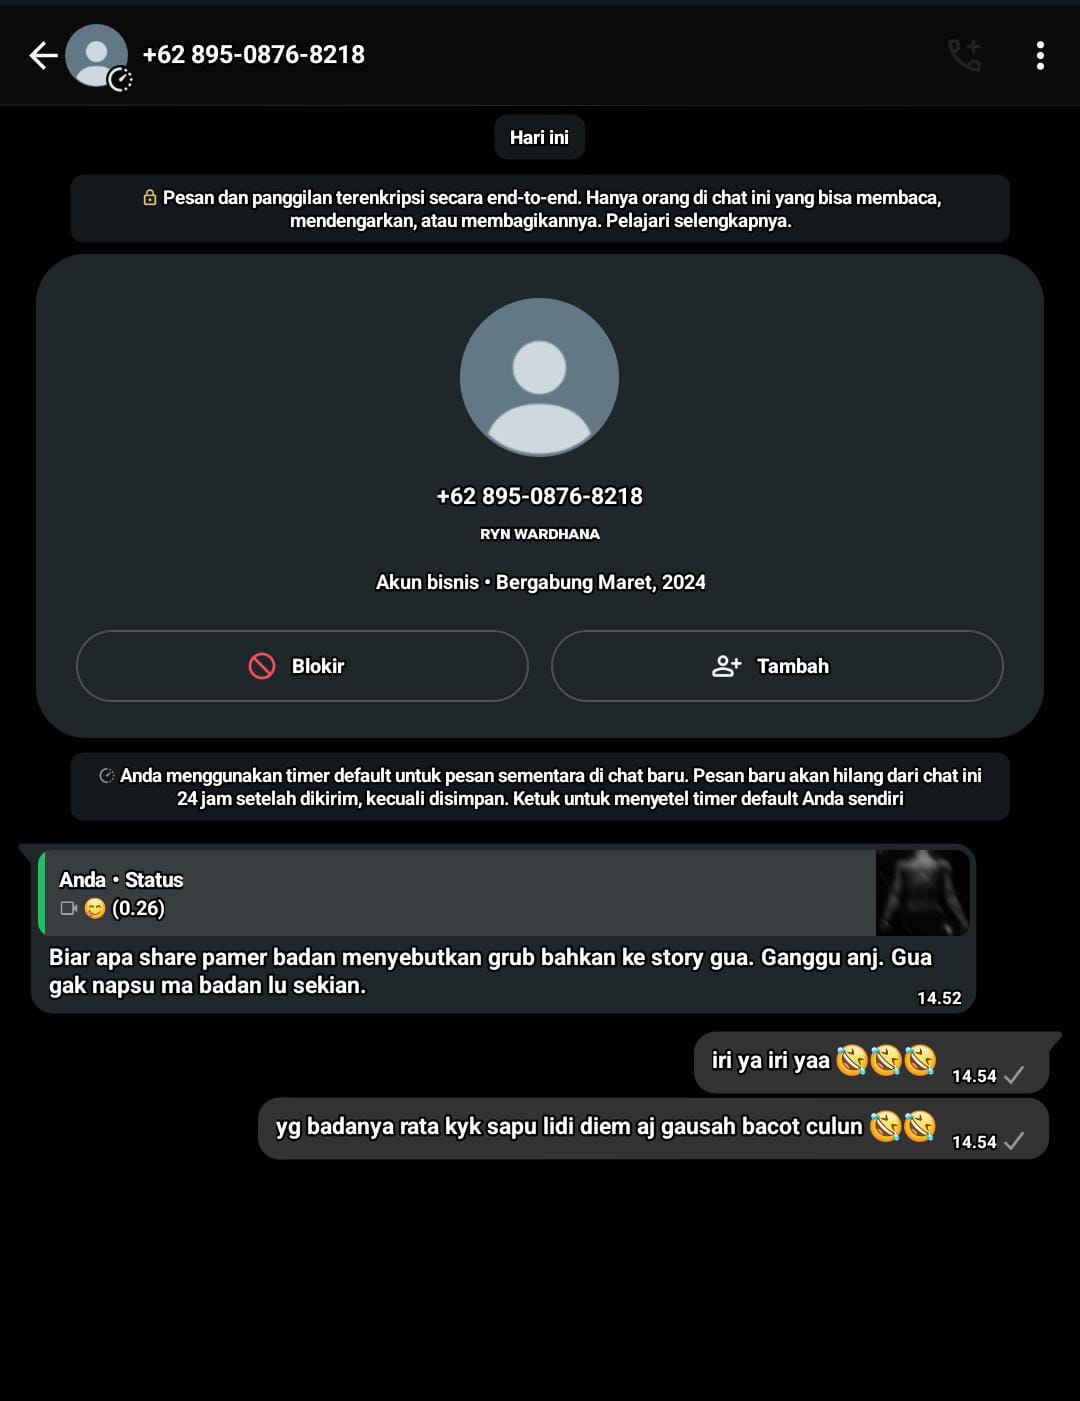 +62 895-0876-8218
Hari ini
🔒 Pesan dan panggilan terenkripsi secara end-to-end. Hanya orang di chat ini yang bisa membaca,
mendengarkan, atau membagikannya. Pelajari selengkapnya.
+62 895-0876-8218
RYN WARDHANA
Akun bisnis • Bergabung Maret, 2024
Blokir
Tambah
Anda menggunakan timer default untuk pesan sementara di chat baru. Pesan baru akan hilang dari chat ini
24 jam setelah dikirim, kecuali disimpan. Ketuk untuk menyetel timer default Anda sendiri
Anda • Status
😋 (0.26)
Biar apa share pamer badan menyebutkan grub bahkan ke story gua. Ganggu anj. Gua
gak napsu ma badan lu sekian.
14.52
iri ya iri yaa 🤣🤣🤣
14.54
yg badanya rata kyk sapu lidi diem aj gausah bacot culun 🤣🤣
14.54